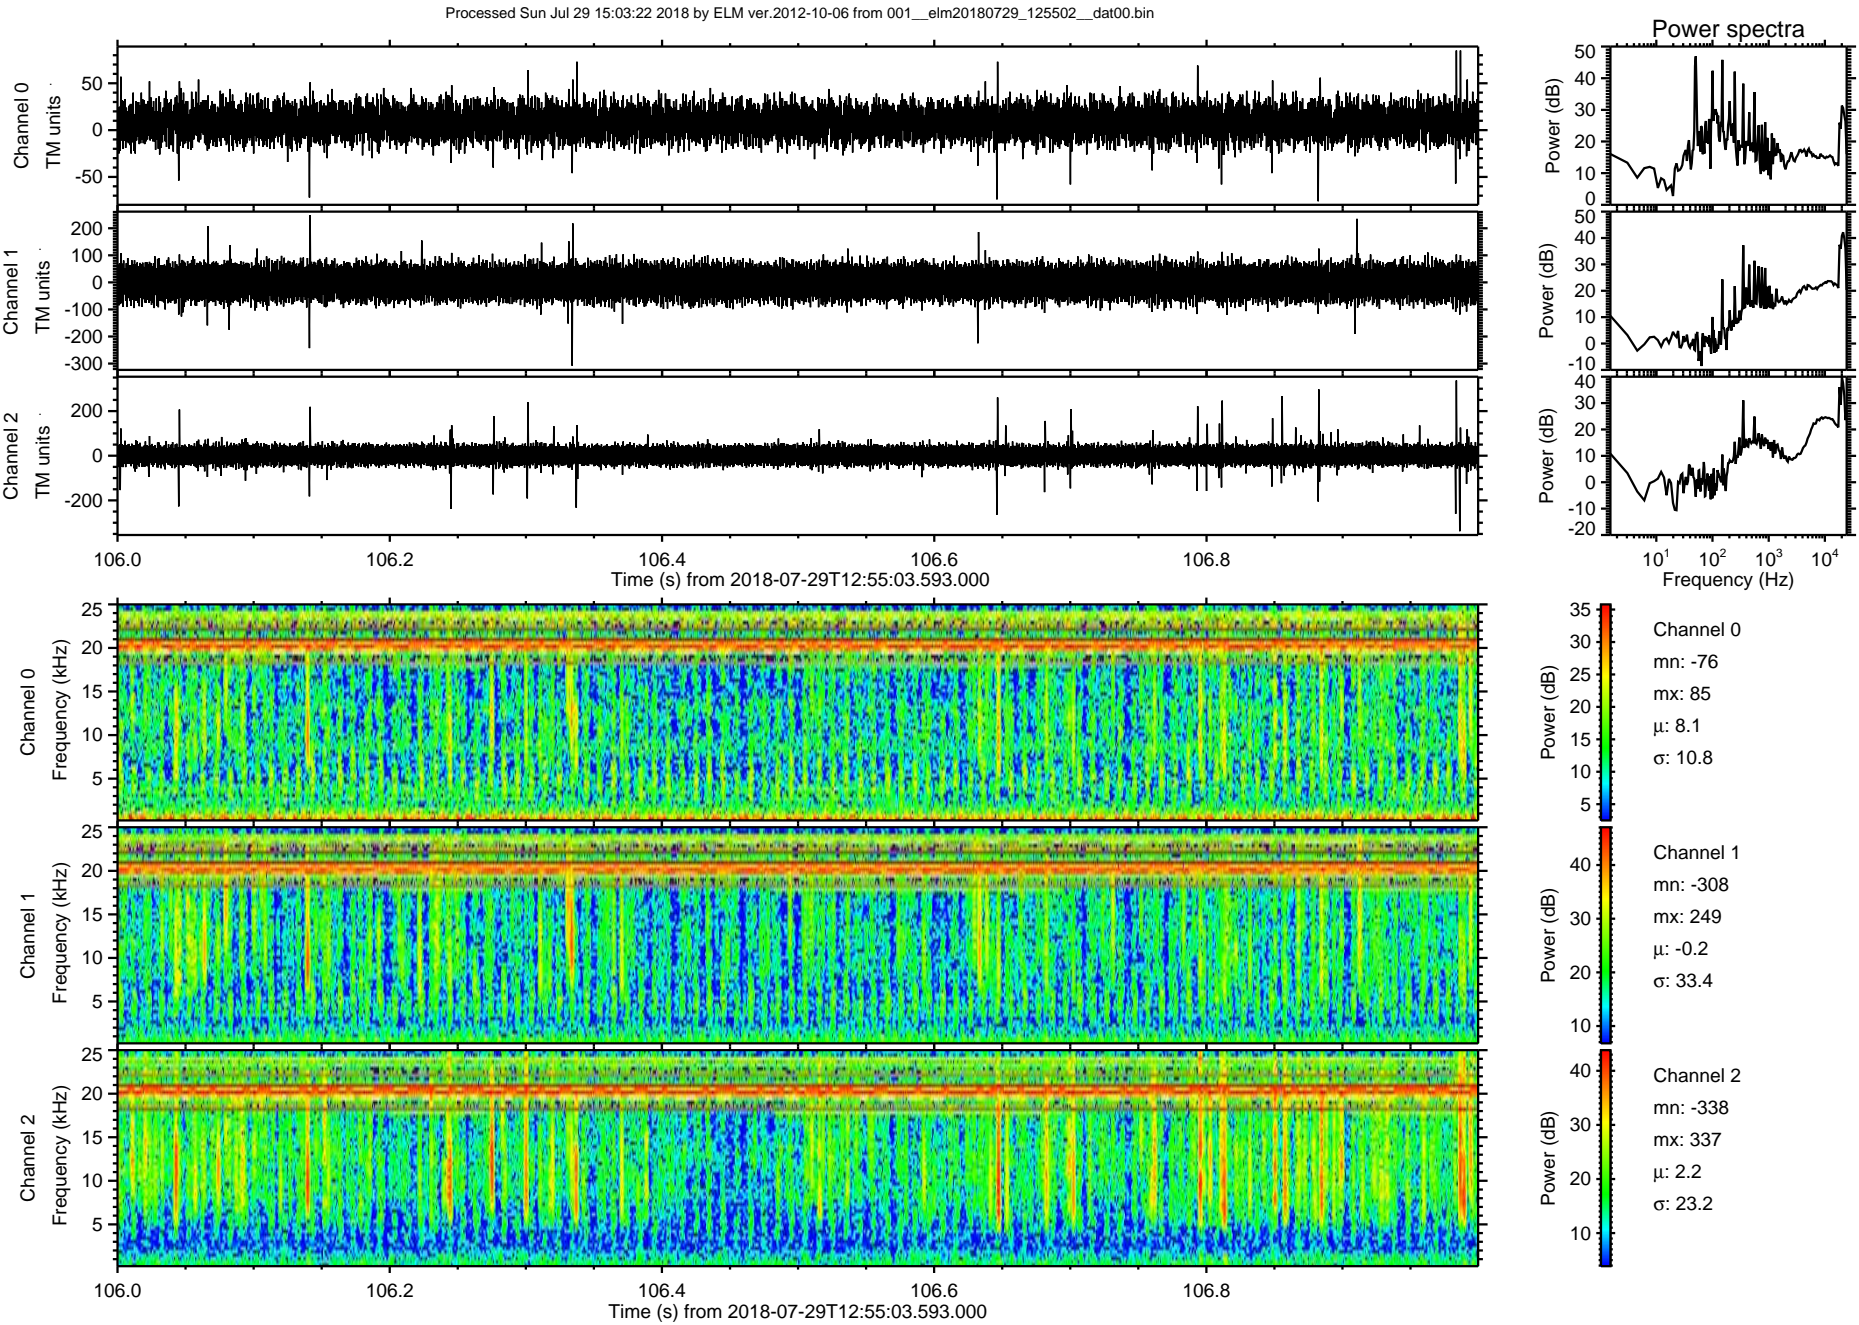 Processed Sun Jul 29 15:03:22 2018 by ELM ver.2012-10-06 from 001__elm20180729_125502__dat00.bin
Power spectra
Channel 0
TM units
50
0
-50
Power (dB)
50
40
30
20
10
0
Channel 1
TM units
200
100
0
-100
-200
-300
Power (dB)
50
40
30
20
10
0
-10
Channel 2
TM units
200
0
-200
Power (dB)
40
30
20
10
0
-10
-20
106.0 106.2 106.4 106.6 106.8
Time (s) from 2018-07-29T12:55:03.593.000
10¹ 10² 10³ 10⁴
Frequency (Hz)
Channel 0
Frequency (kHz)
25
20
15
10
5
Power (dB)
35
30
25
20
15
10
5
Channel 0
mn: -76
mx: 85
μ: 8.1
σ: 10.8
Channel 1
Frequency (kHz)
25
20
15
10
5
Power (dB)
40
30
20
10
Channel 1
mn: -308
mx: 249
μ: -0.2
σ: 33.4
Channel 2
Frequency (kHz)
25
20
15
10
5
Power (dB)
40
30
20
10
Channel 2
mn: -338
mx: 337
μ: 2.2
σ: 23.2
106.0 106.2 106.4 106.6 106.8
Time (s) from 2018-07-29T12:55:03.593.000